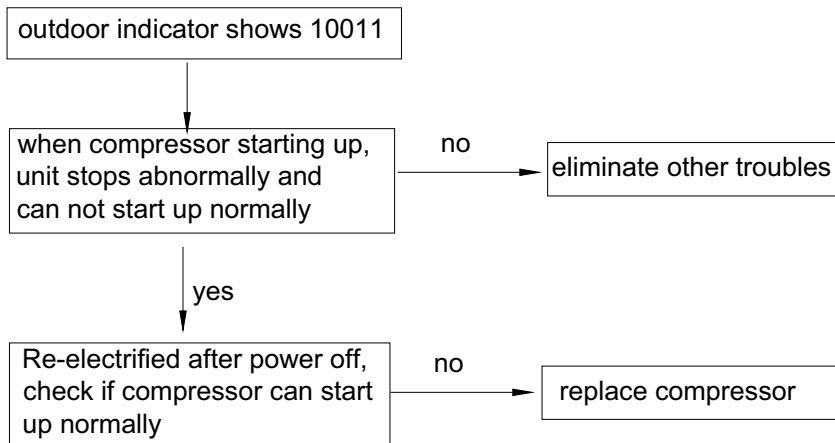 outdoor indicator shows 10011
when compressor starting up,
unit stops abnormally and
can not start up normally
no
eliminate other troubles
yes
Re-electrified after power off,
check if compressor can start
up normally
no
replace compressor